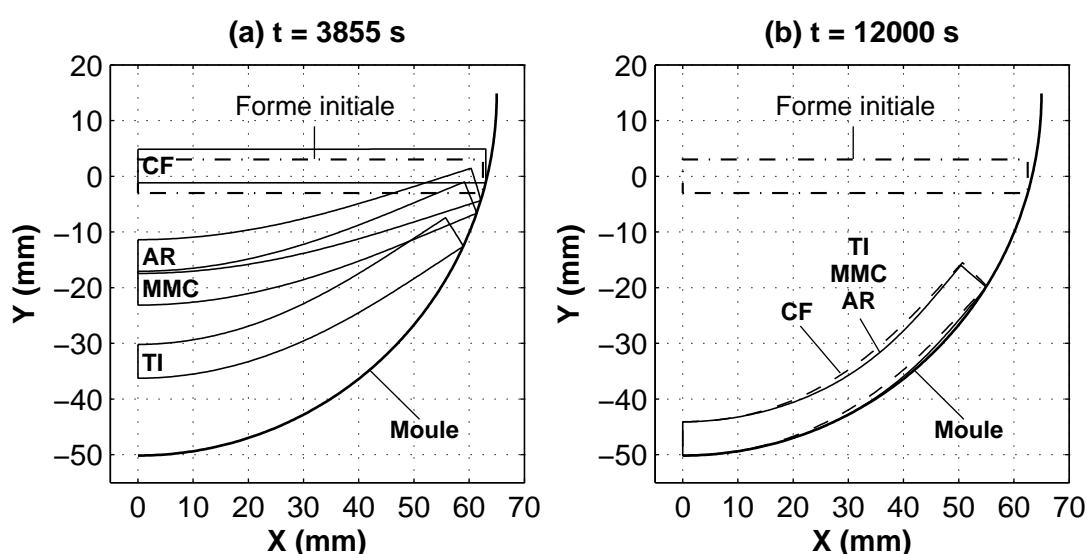 (a) t = 3855 s
20
10
0
−10
−20
−30
−40
−50
Y (mm)
Forme initiale
CF
AR
MMC
TI
Moule
0 10 20 30 40 50 60 70
X (mm)
(b) t = 12000 s
20
10
0
−10
−20
−30
−40
−50
Y (mm)
Forme initiale
TI
MMC
AR
CF
Moule
0 10 20 30 40 50 60 70
X (mm)